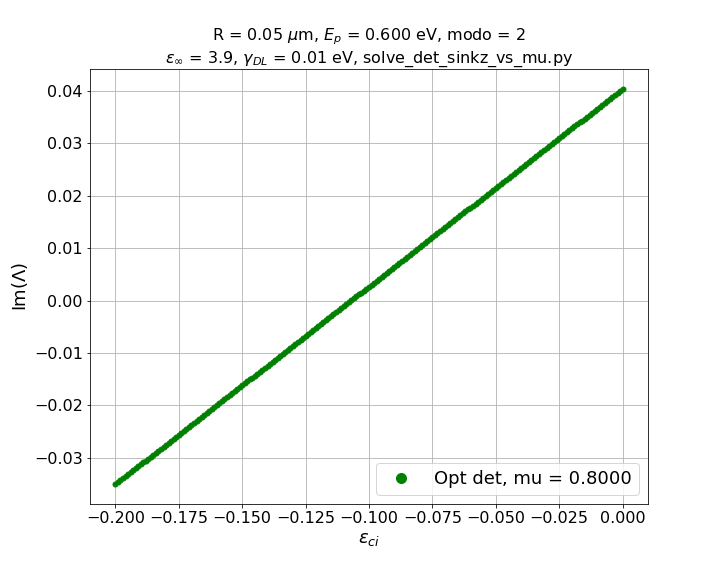 R = 0.05 μm, E_p = 0.600 eV, modo = 2
ε_∞ = 3.9, γ_DL = 0.01 eV, solve_det_sinkz_vs_mu.py
0.04
0.03
0.02
0.01
0.00
−0.01
−0.02
−0.03
Im(Λ)
Opt det, mu = 0.8000
−0.200 −0.175 −0.150 −0.125 −0.100 −0.075 −0.050 −0.025 0.000
ε_ci